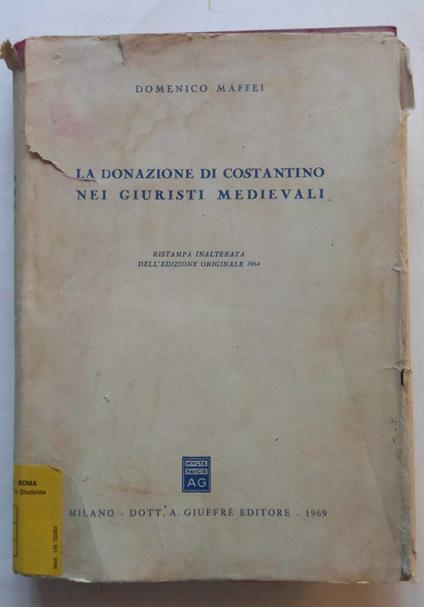 DOMENICO MAFFEI
LA DONAZIONE DI COSTANTINO
NEI GIURISTI MEDIEVALI
RISTAMPA INALTERATA
DELL'EDIZIONE ORIGINALE 1964
MVLTA
PAVCIS
AG
ROMA
Studente
MILANO - DOTT. A. GIUFFRÈ EDITORE - 1969